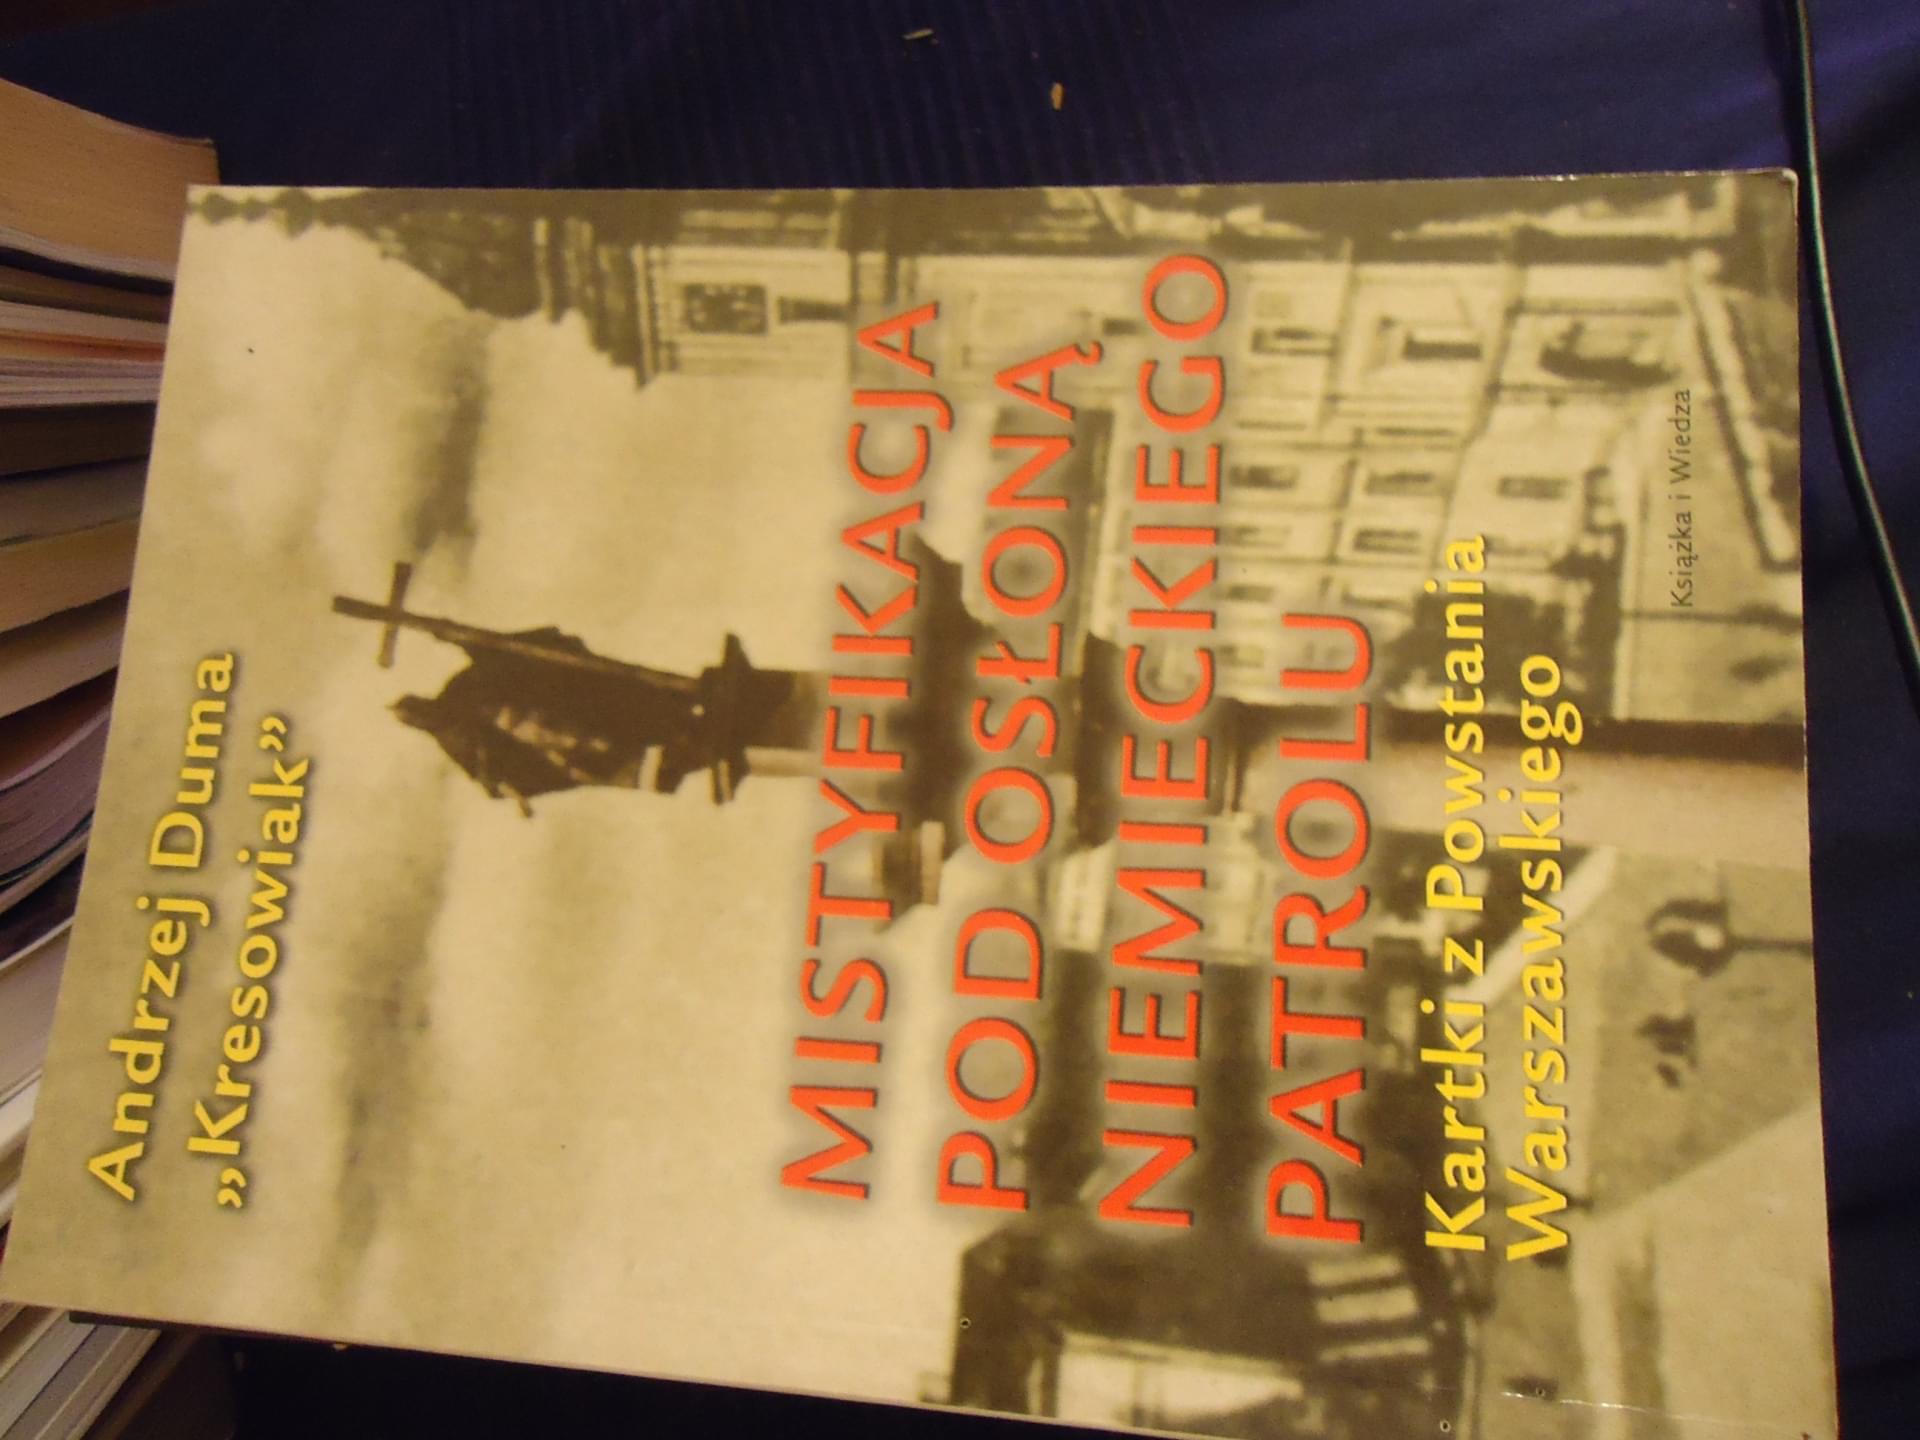 Andrzej Duma
„Kresowiak”
MISTYFIKACJA
POD OSŁONĄ
NIEMIECKIEGO
PATROLU
Kartki z Powstania
Warszawskiego
Książka i Wiedza